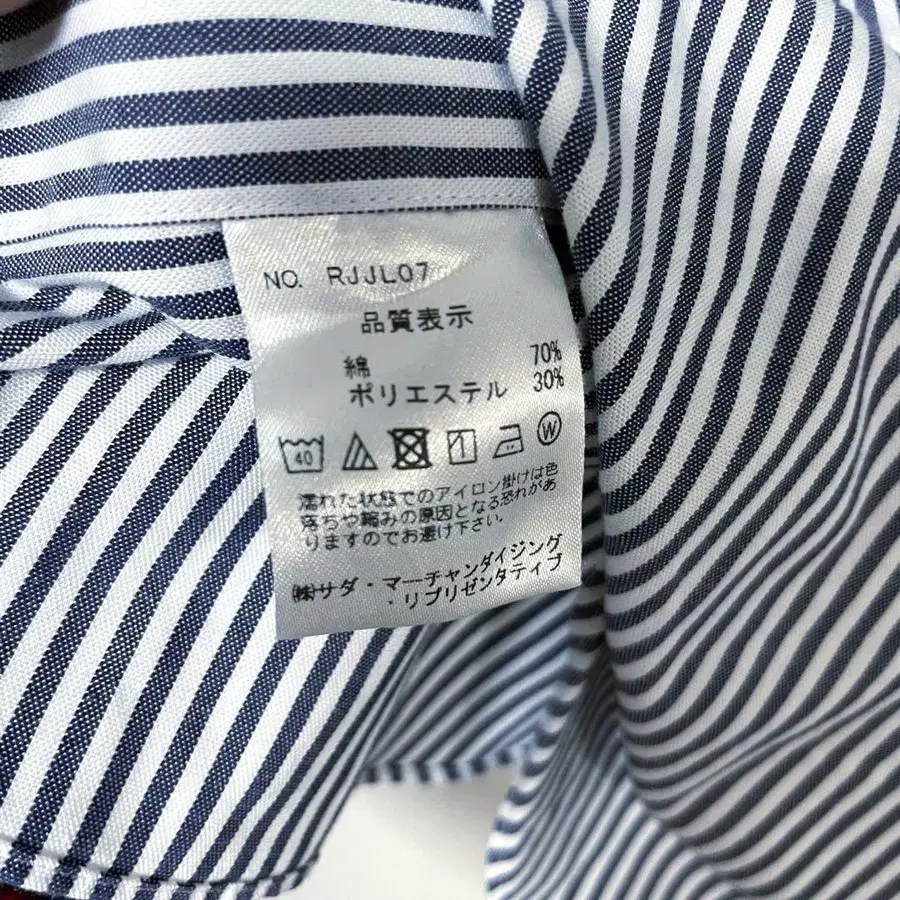 NO. RJJL07
品質表示
綿 70%
ポリエステル 30%
40 W
濡れた状態でのアイロン掛けは色
落ちや縮みの原因となる恐れがあ
りますのでお避け下さい。
㈱サダ・マーチャンダイジング
・リプリゼンタティブ